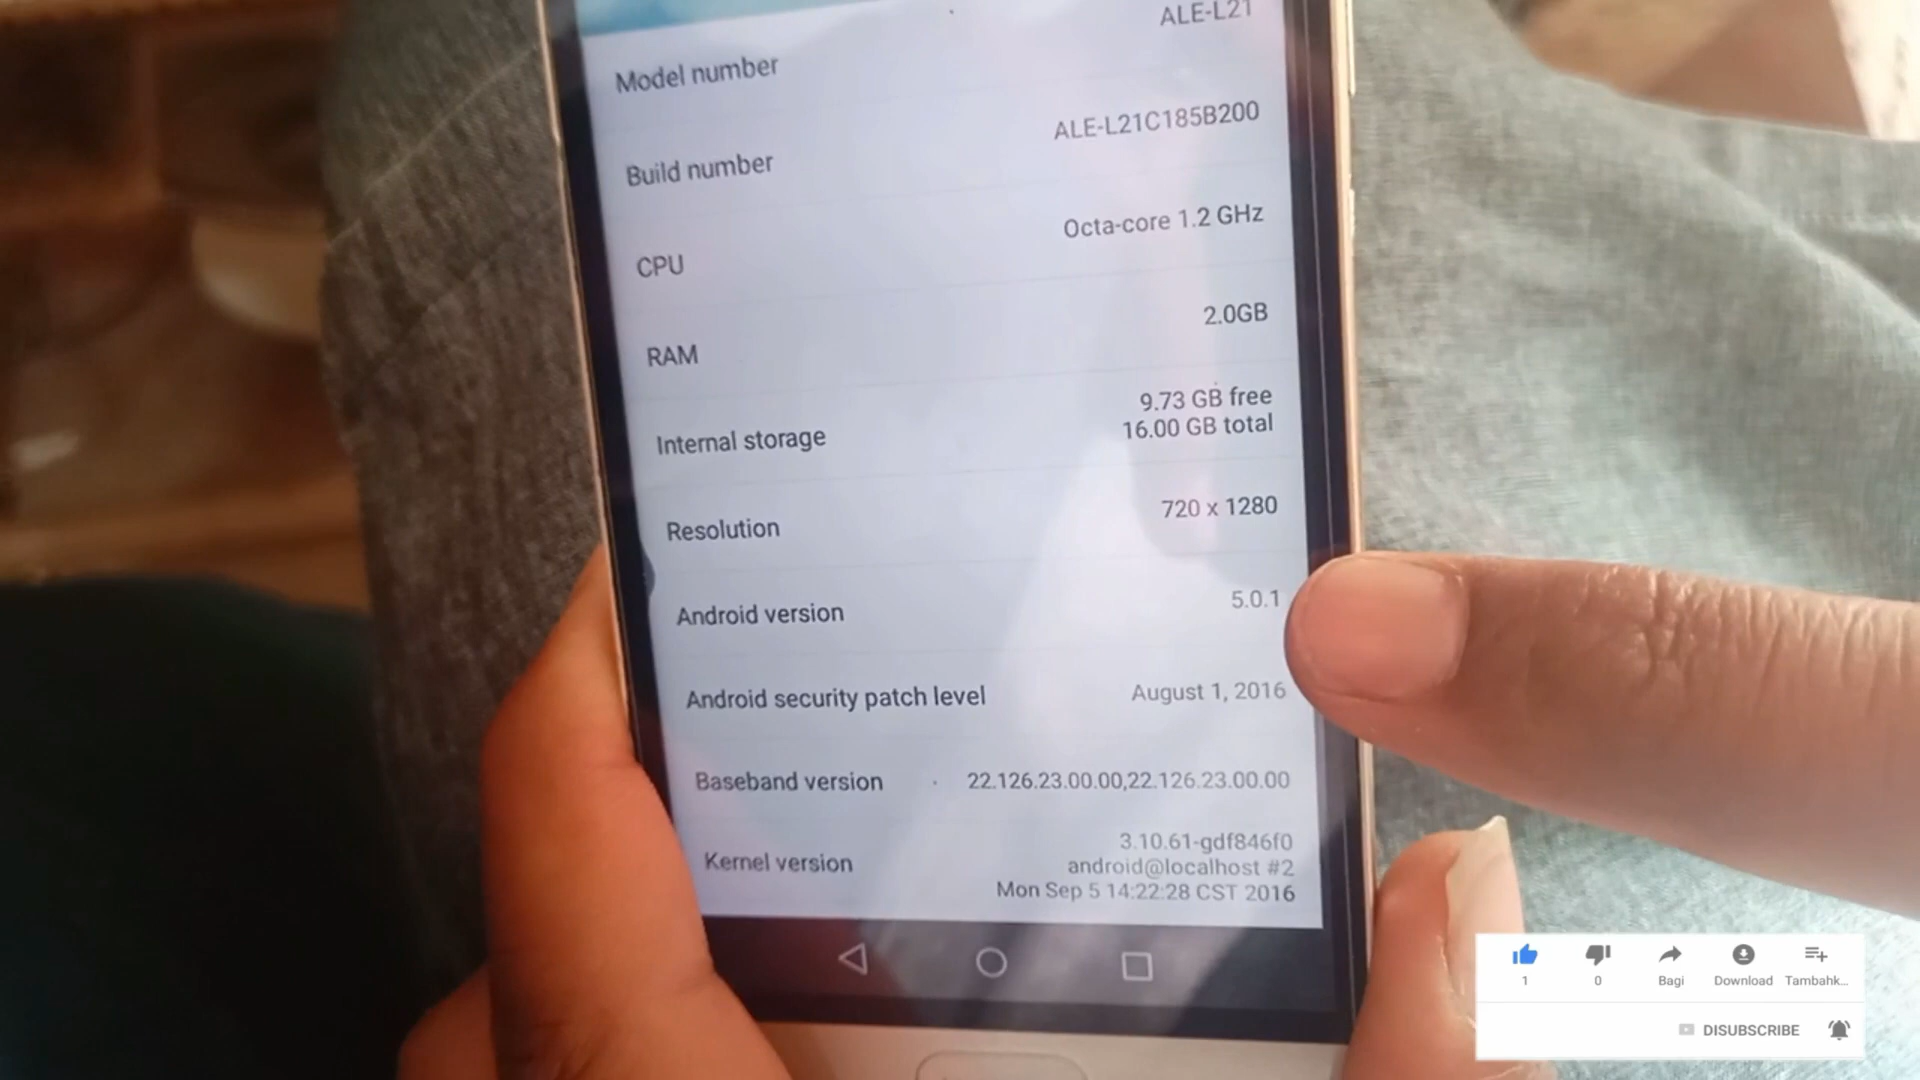 Model number ALE-L21
Build number ALE-L21C185B200
CPU Octa-core 1.2 GHz
RAM 2.0GB
Internal storage 9.73 GB free
16.00 GB total
Resolution 720 x 1280
Android version 5.0.1
Android security patch level August 1, 2016
Baseband version 22.126.23.00.00,22.126.23.00.00
Kernel version 3.10.61-gdf846f0
android@localhost #2
Mon Sep 5 14:22:28 CST 2016
1 0 Bagi Download Tambahk...
DISUBSCRIBE